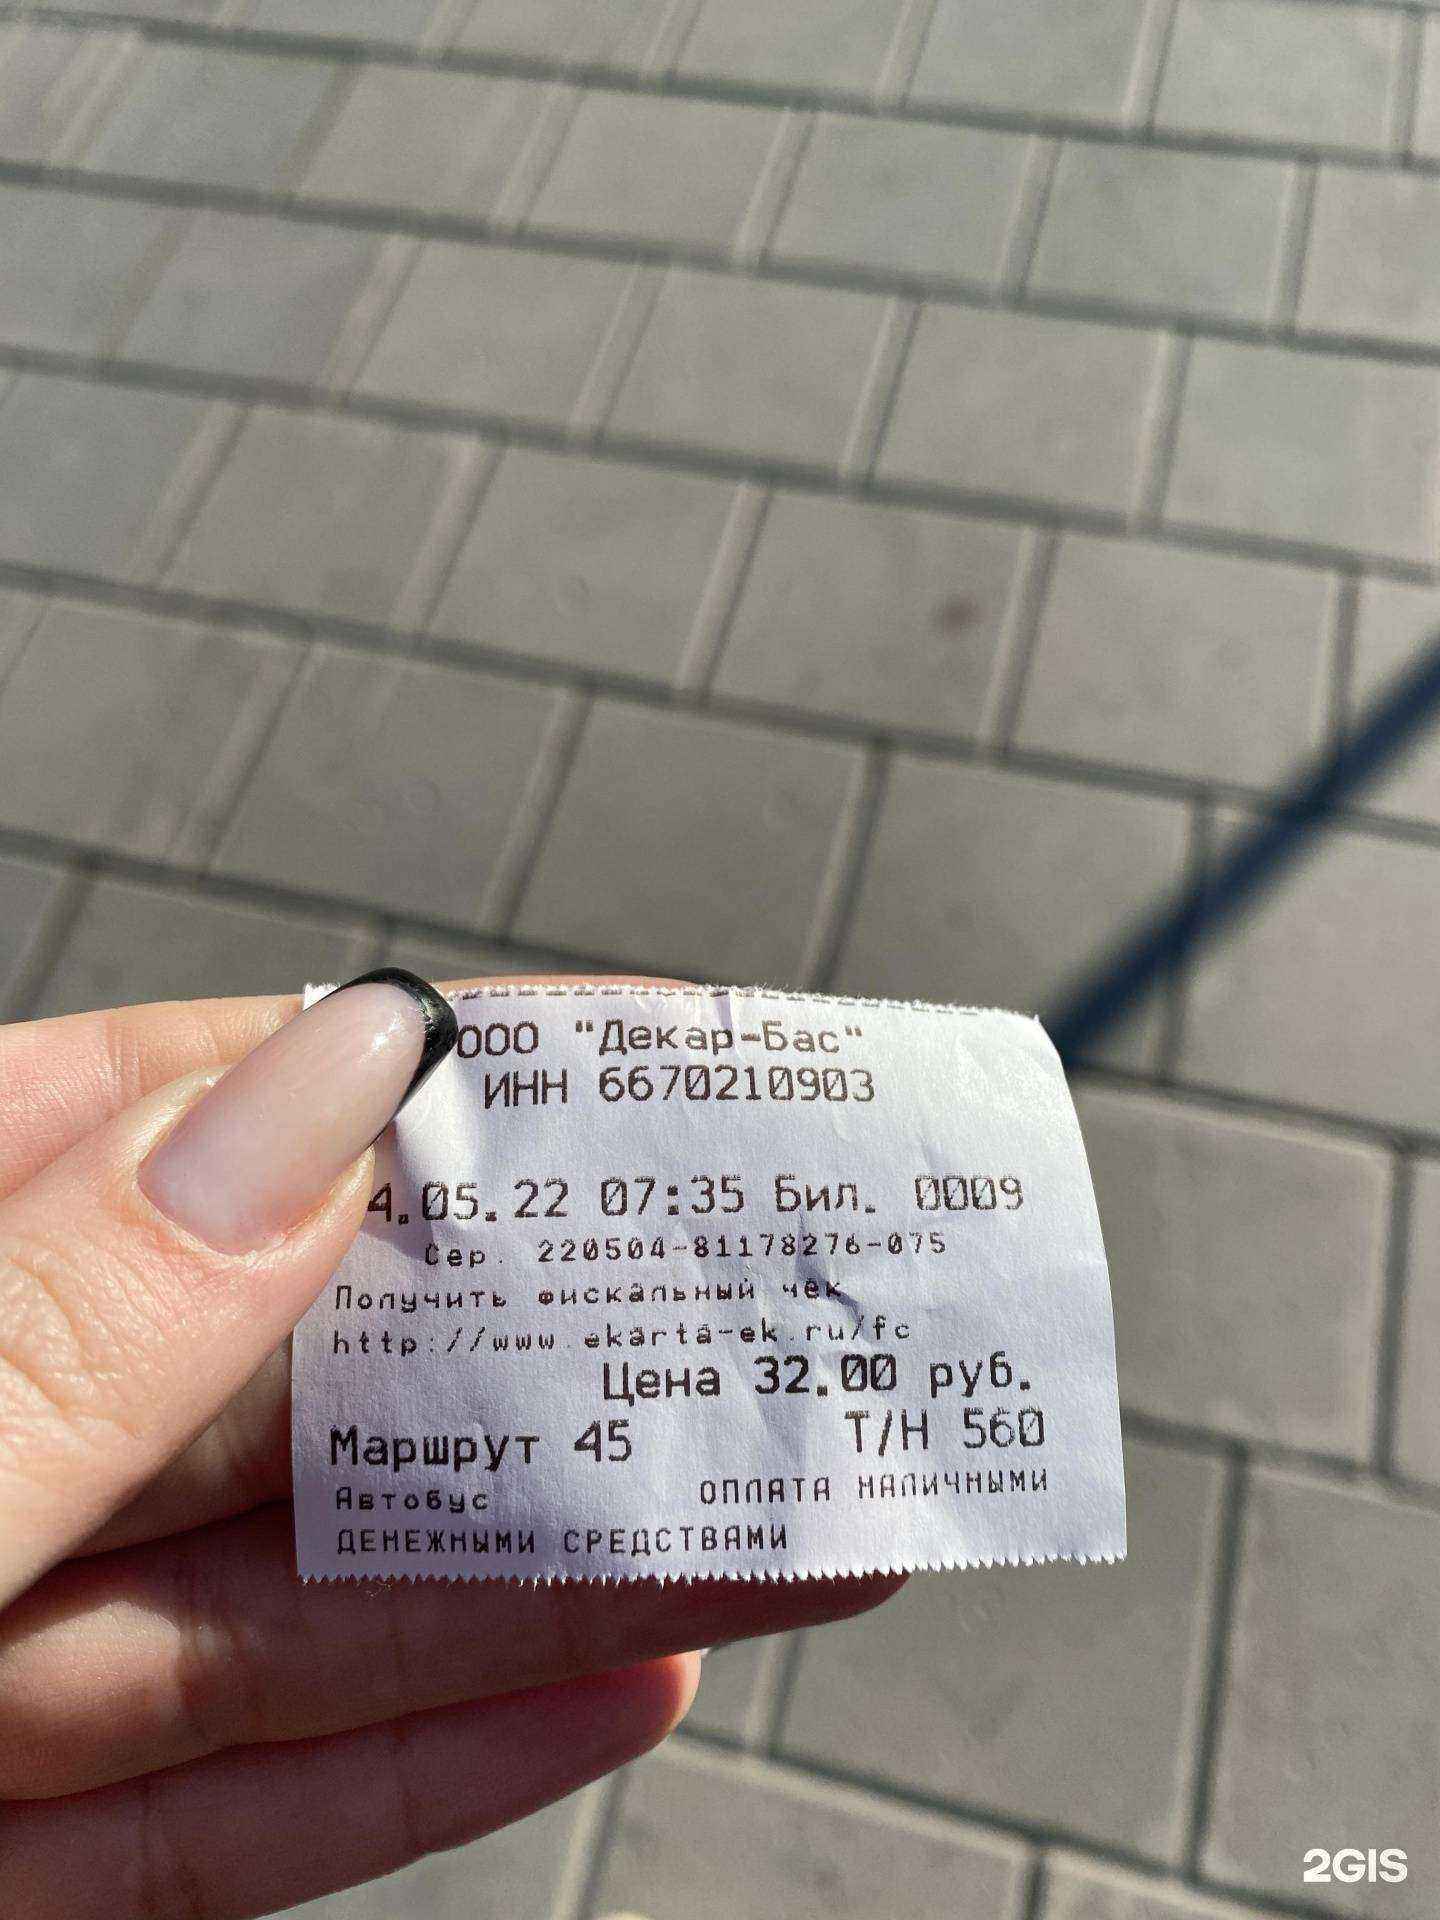 ООО "Декар-Бас"
ИНН 6670210903
4.05.22 07:35 Бил. 0009
Сер. 220504-81178276-075
Получить фискальный чек
http://www.ekarta-ek.ru/fc
Цена 32.00 руб.
Маршрут 45 Т/Н 560
Автобус ОПЛАТА НАЛИЧНЫМИ
ДЕНЕЖНЫМИ СРЕДСТВАМИ
2GIS